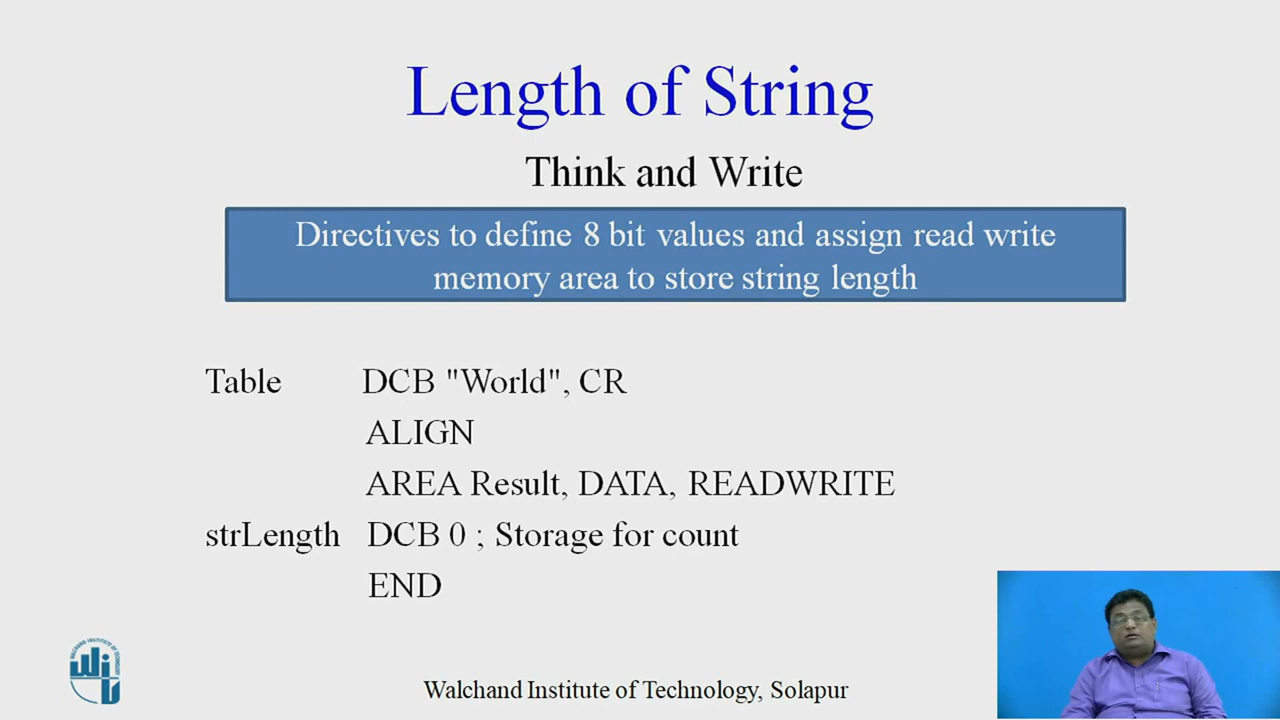 Length of String
Think and Write
Directives to define 8 bit values and assign read write
memory area to store string length
Table DCB "World", CR
ALIGN
AREA Result, DATA, READWRITE
strLength DCB 0 ; Storage for count
END
Walchand Institute of Technology, Solapur